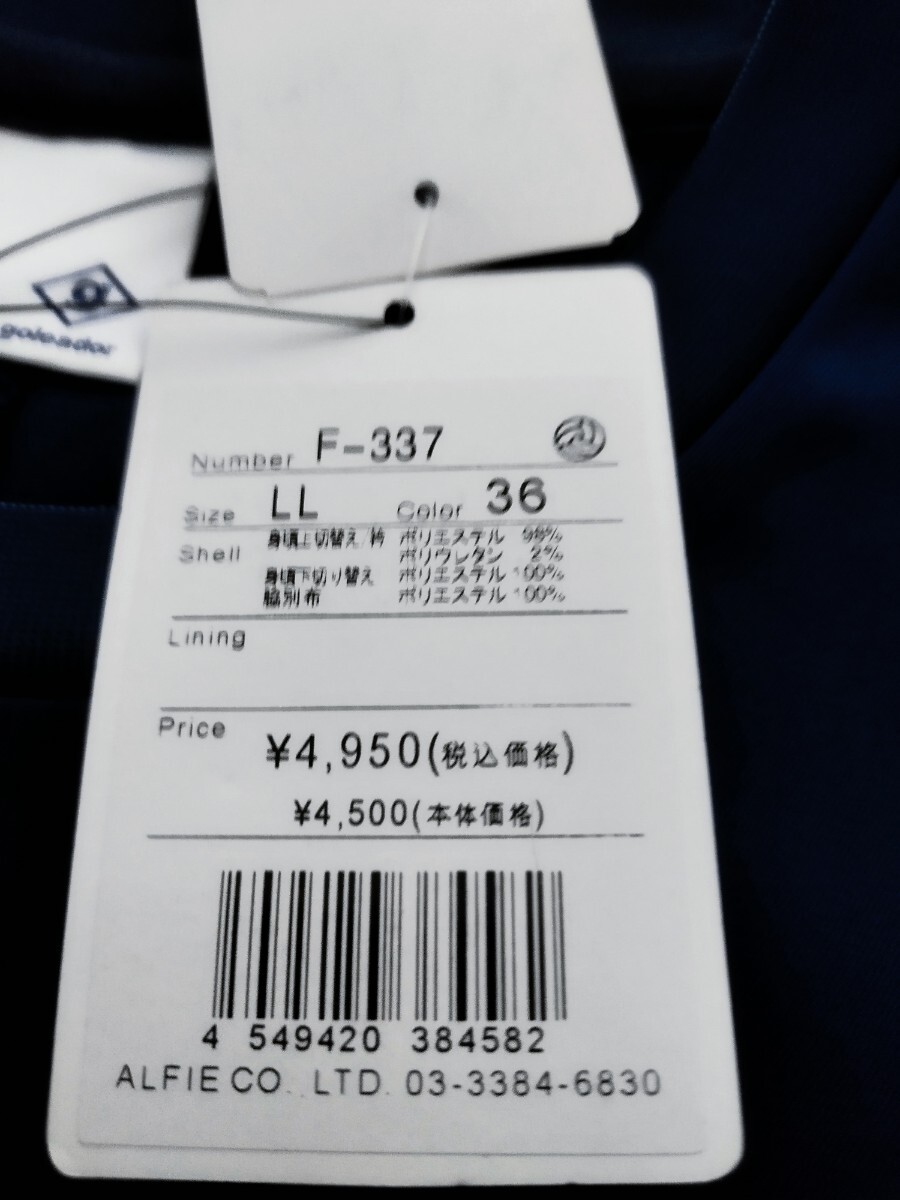 goleador
Number F-337
Size LL Color 36
Shell 身頃上切替え/衿 ポリエステル 98%
ポリウレタン 2%
身頃下切り替え ポリエステル 100%
脇別布 ポリエステル 100%
Lining
Price ¥4,950(税込価格)
¥4,500(本体価格)
4 549420 384582
ALFIE CO., LTD. 03-3384-6830